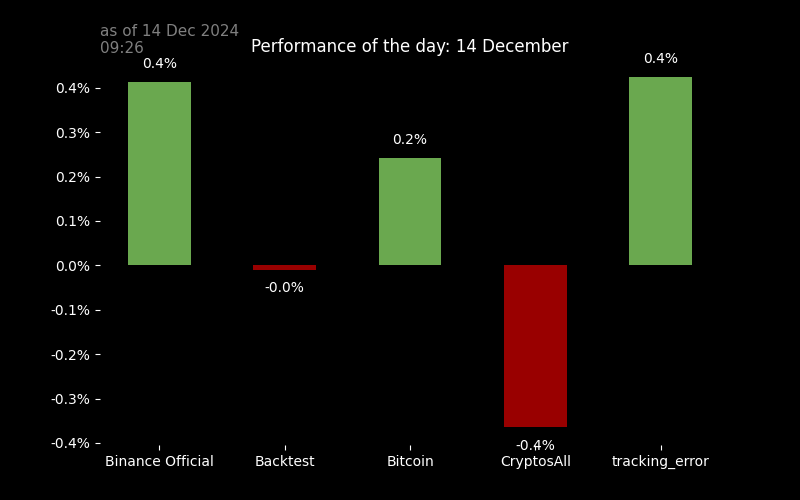 as of 14 Dec 2024
09:26
Performance of the day: 14 December
0.4%
0.4%
0.4%
0.3%
0.2%
0.2%
0.1%
0.0%
-0.0%
-0.1%
-0.2%
-0.3%
-0.4%
-0.4%
Binance Official
Backtest
Bitcoin
CryptosAll
tracking_error